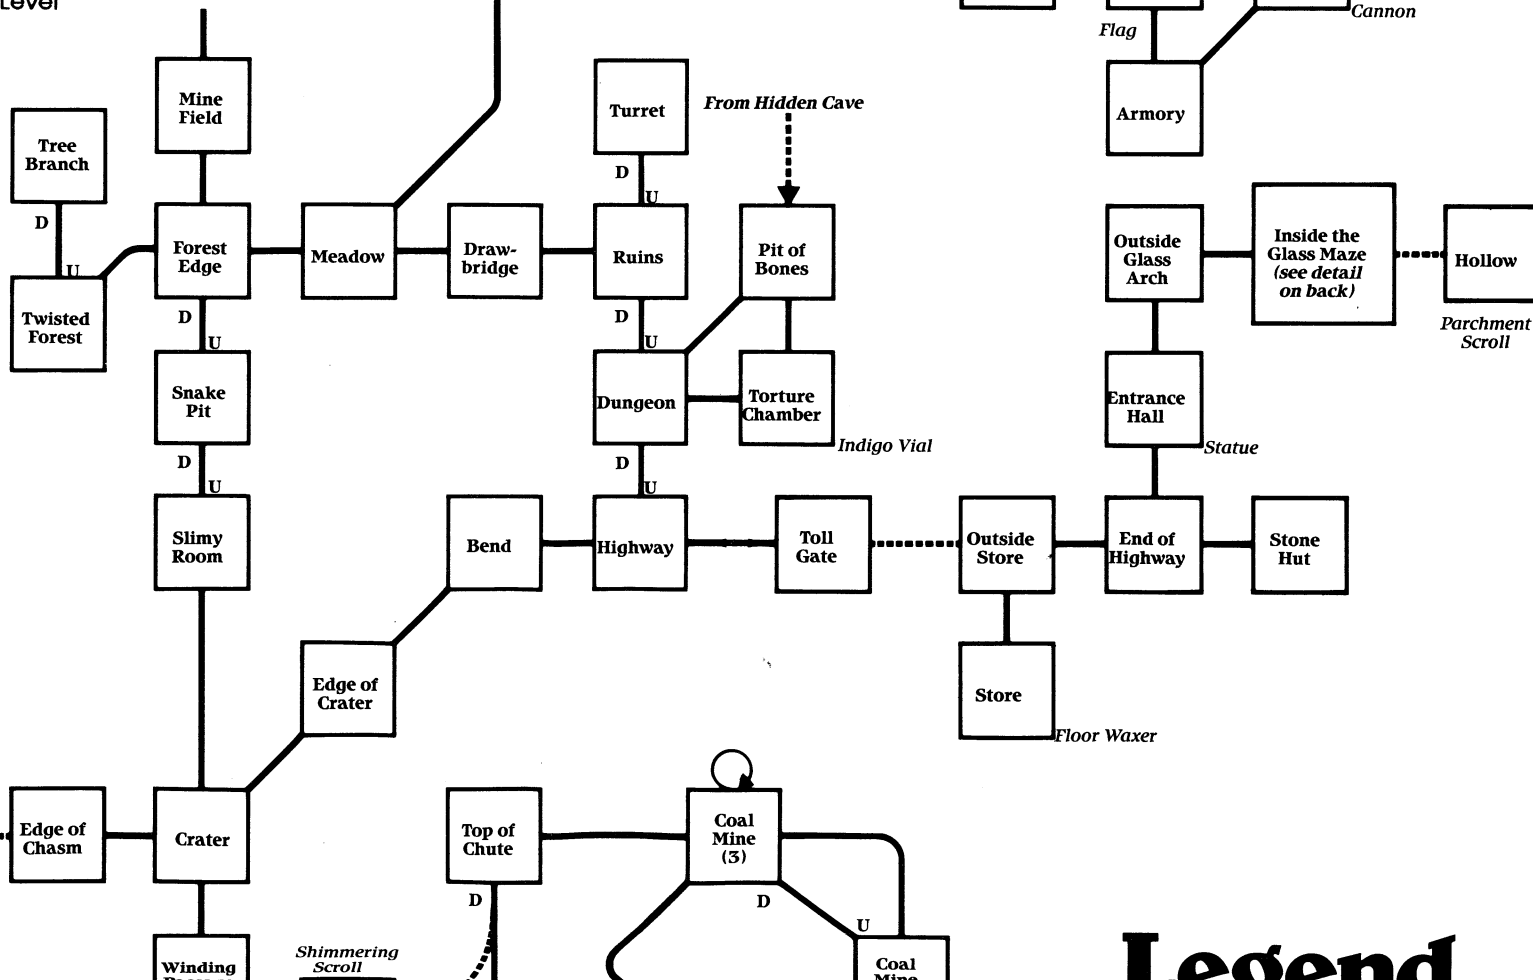 Level
Cannon
Flag
Mine
Field
Turret
From Hidden Cave
Armory
Tree
Branch
D
U
D
U
Forest
Edge
Meadow
Draw-
bridge
Ruins
Pit of
Bones
Outside
Glass
Arch
Inside the
Glass Maze
(see detail
on back)
Hollow
Parchment
Scroll
Twisted
Forest
D
U
D
U
Snake
Pit
Dungeon
Torture
Chamber
Indigo Vial
Entrance
Hall
Statue
D
U
D
U
Slimy
Room
Bend
Highway
Toll
Gate
Outside
Store
End of
Highway
Stone
Hut
Edge of
Crater
Store
Floor Waxer
Edge of
Chasm
Crater
Top of
Chute
Coal
Mine
(3)
D
D
U
Shimmering
Scroll
Winding
Coal
Mine
Legend